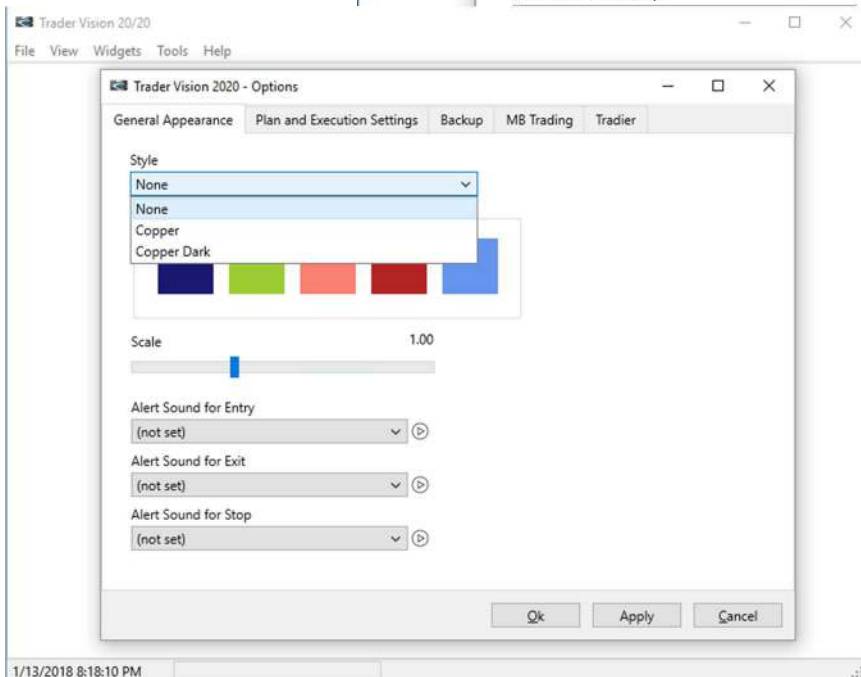 Trader Vision 20/20
File View Widgets Tools Help
Trader Vision 2020 - Options
General Appearance Plan and Execution Settings Backup MB Trading Tradier
Style
None
None
Copper
Copper Dark
Scale 1.00
Alert Sound for Entry
(not set)
Alert Sound for Exit
(not set)
Alert Sound for Stop
(not set)
Ok Apply Cancel
1/13/2018 8:18:10 PM